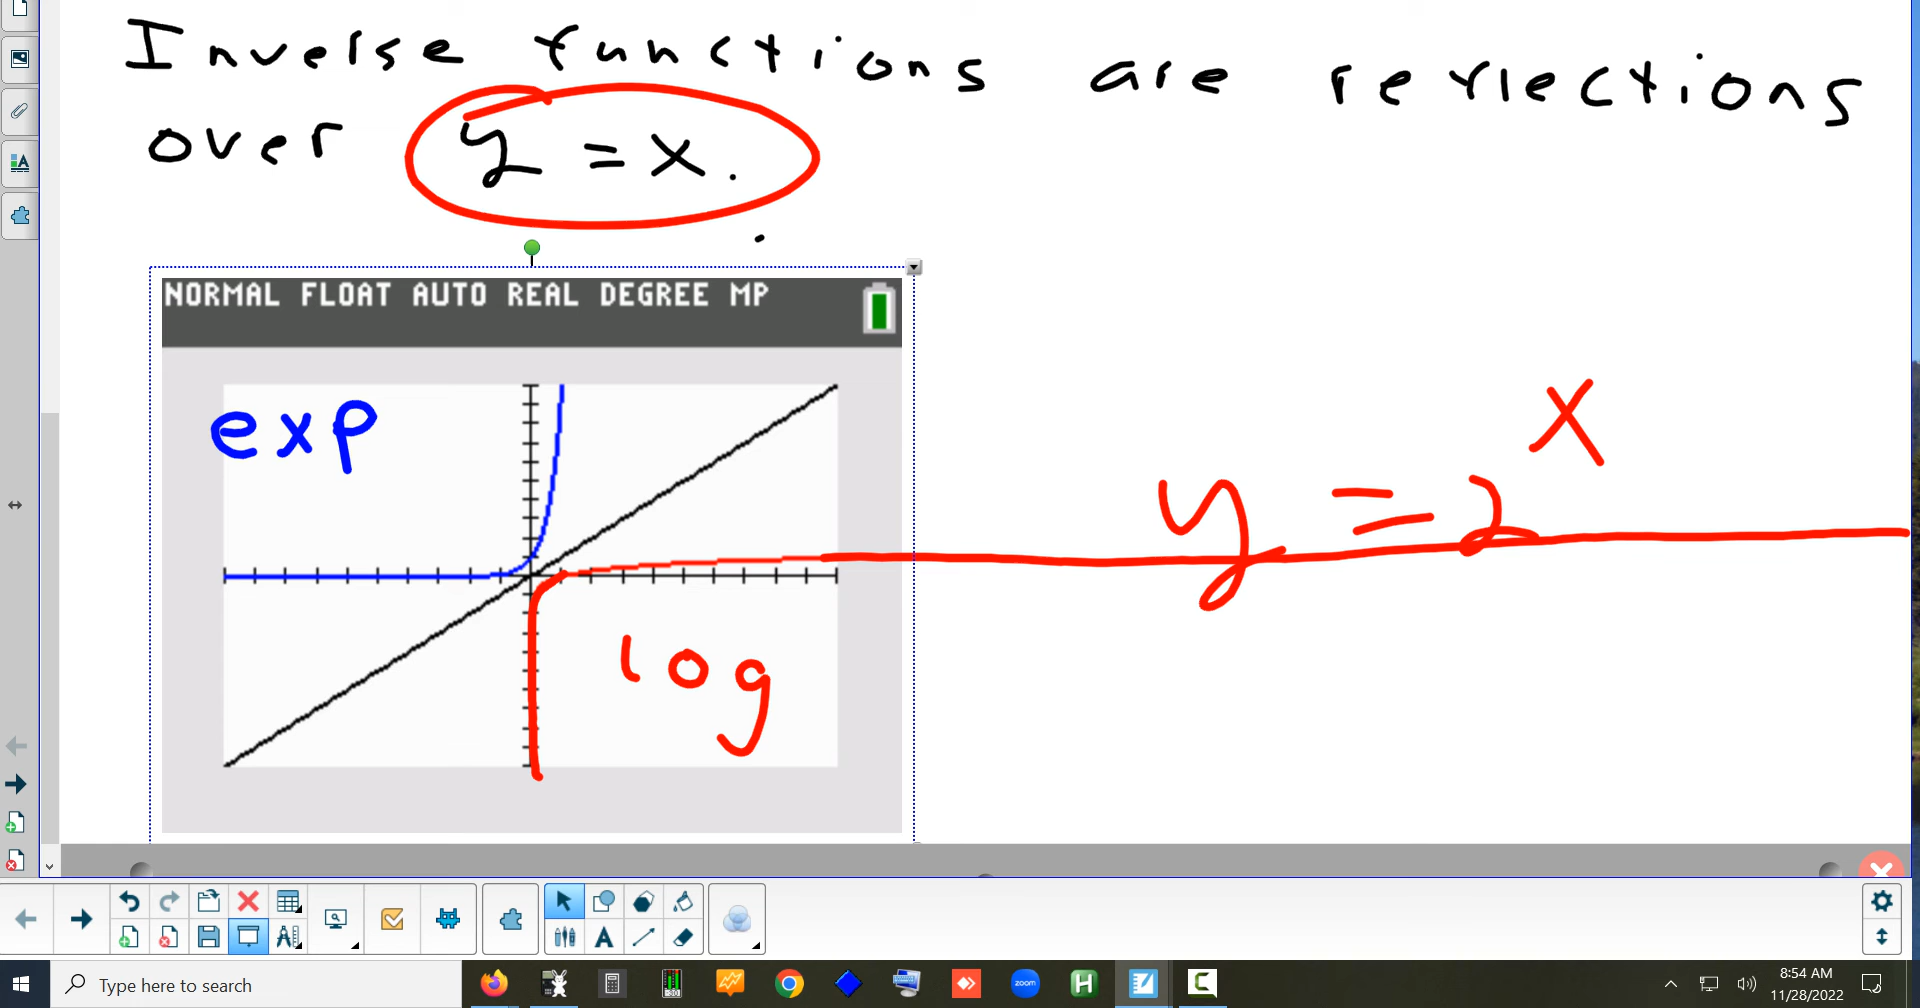 Inverse functions are reflections
over y = x.
NORMAL FLOAT AUTO REAL DEGREE MP
exp
y = 2^x
log
A
A
zoom
H
C
Type here to search
8:54 AM
11/28/2022